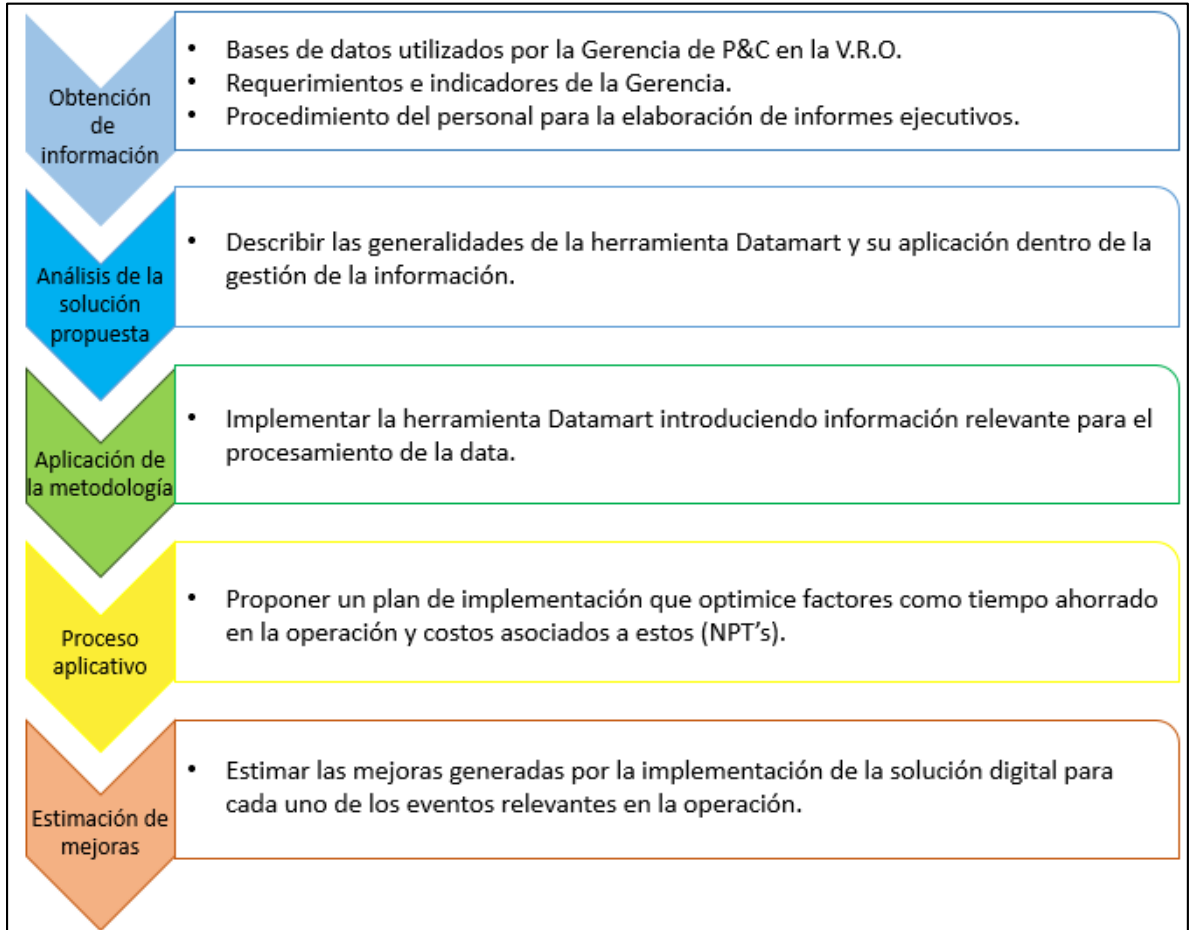 Obtención
de
información
• Bases de datos utilizados por la Gerencia de P&C en la V.R.O.
• Requerimientos e indicadores de la Gerencia.
• Procedimiento del personal para la elaboración de informes ejecutivos.
Análisis de la
solución
propuesta
• Describir las generalidades de la herramienta Datamart y su aplicación dentro de la
gestión de la información.
Aplicación de
la metodología
• Implementar la herramienta Datamart introduciendo información relevante para el
procesamiento de la data.
Proceso
aplicativo
• Proponer un plan de implementación que optimice factores como tiempo ahorrado
en la operación y costos asociados a estos (NPT’s).
Estimación de
mejoras
• Estimar las mejoras generadas por la implementación de la solución digital para
cada uno de los eventos relevantes en la operación.